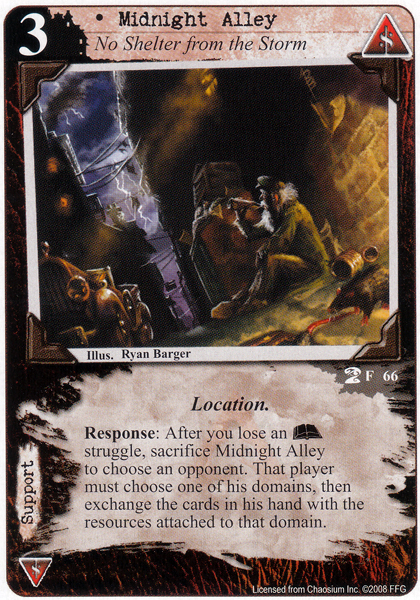 3
• Midnight Alley
No Shelter from the Storm
$
Illus. Ryan Barger
F 66
Location.
Response: After you lose an
struggle, sacrifice Midnight Alley
to choose an opponent. That player
must choose one of his domains, then
exchange the cards in his hand with the
resources attached to that domain.
Support
$
Licensed from Chaosium Inc. ©2008 FFG